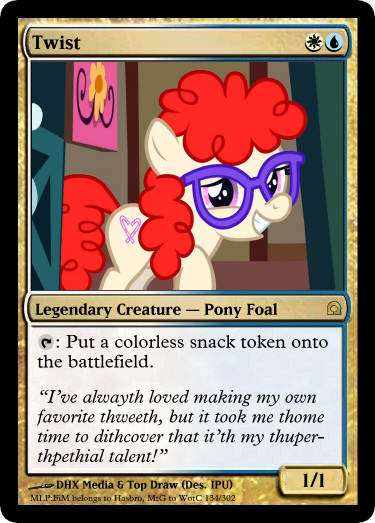 Twist
Legendary Creature — Pony Foal
: Put a colorless snack token onto
the battlefield.
“I’ve alwayth loved making my own
favorite thweeth, but it took me thome
time to dithcover that it’th my thuper-
thpethial talent!”
1/1
DHX Media & Top Draw (Des. IPU)
MLP:FiM belongs to Hasbro, MtG to WotC 134/302